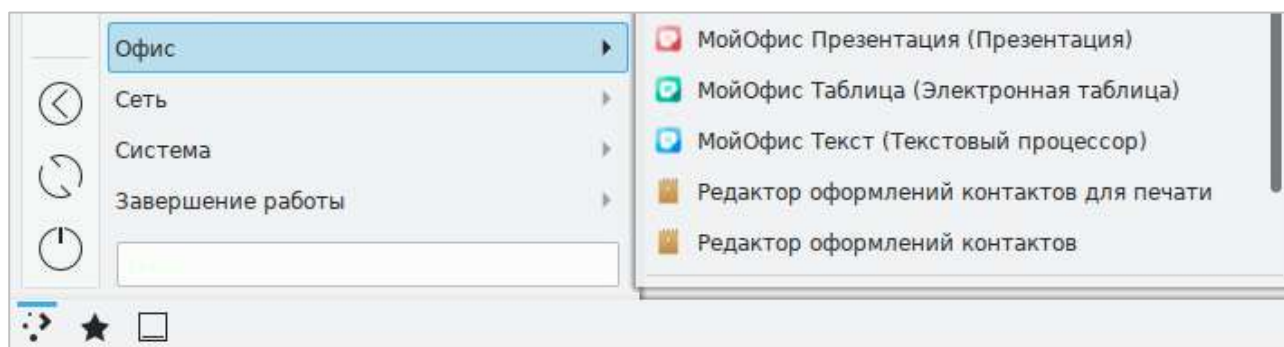 Офис
Сеть
Система
Завершение работы
МойОфис Презентация (Презентация)
МойОфис Таблица (Электронная таблица)
МойОфис Текст (Текстовый процессор)
Редактор оформлений контактов для печати
Редактор оформлений контактов